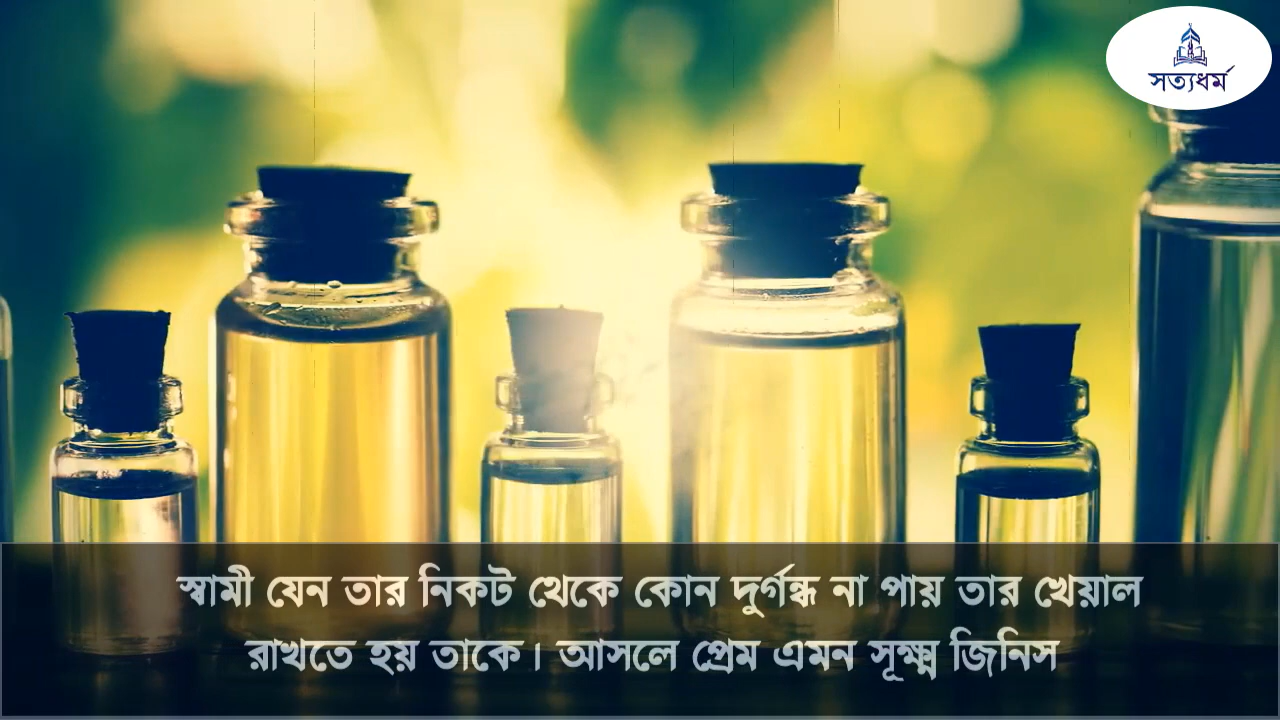 সত্যধর্ম
স্বামী যেন তার নিকট থেকে কোন দুর্গন্ধ না পায় তার খেয়াল
রাখতে হয় তাকে। আসলে প্রেম এমন সূক্ষ্ম জিনিস